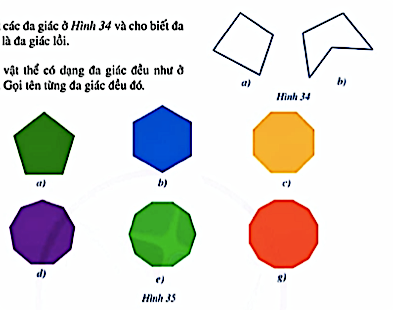 các đa giác ở Hình 34 và cho biết đa
là đa giác lồi.
vật thể có dạng đa giác đều như ở
Gọi tên từng đa giác đều đó.
a)
b)
Hình 34
a)
b)
c)
d)
e)
g)
Hình 35